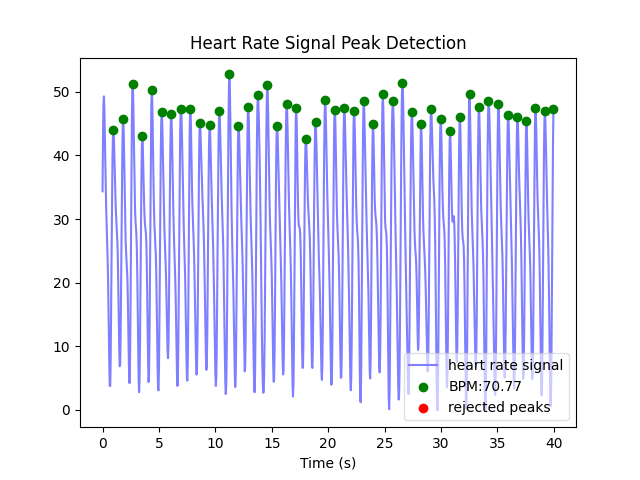 Heart Rate Signal Peak Detection
50
40
30
20
10
0
heart rate signal
BPM:70.77
rejected peaks
0 5 10 15 20 25 30 35 40
Time (s)